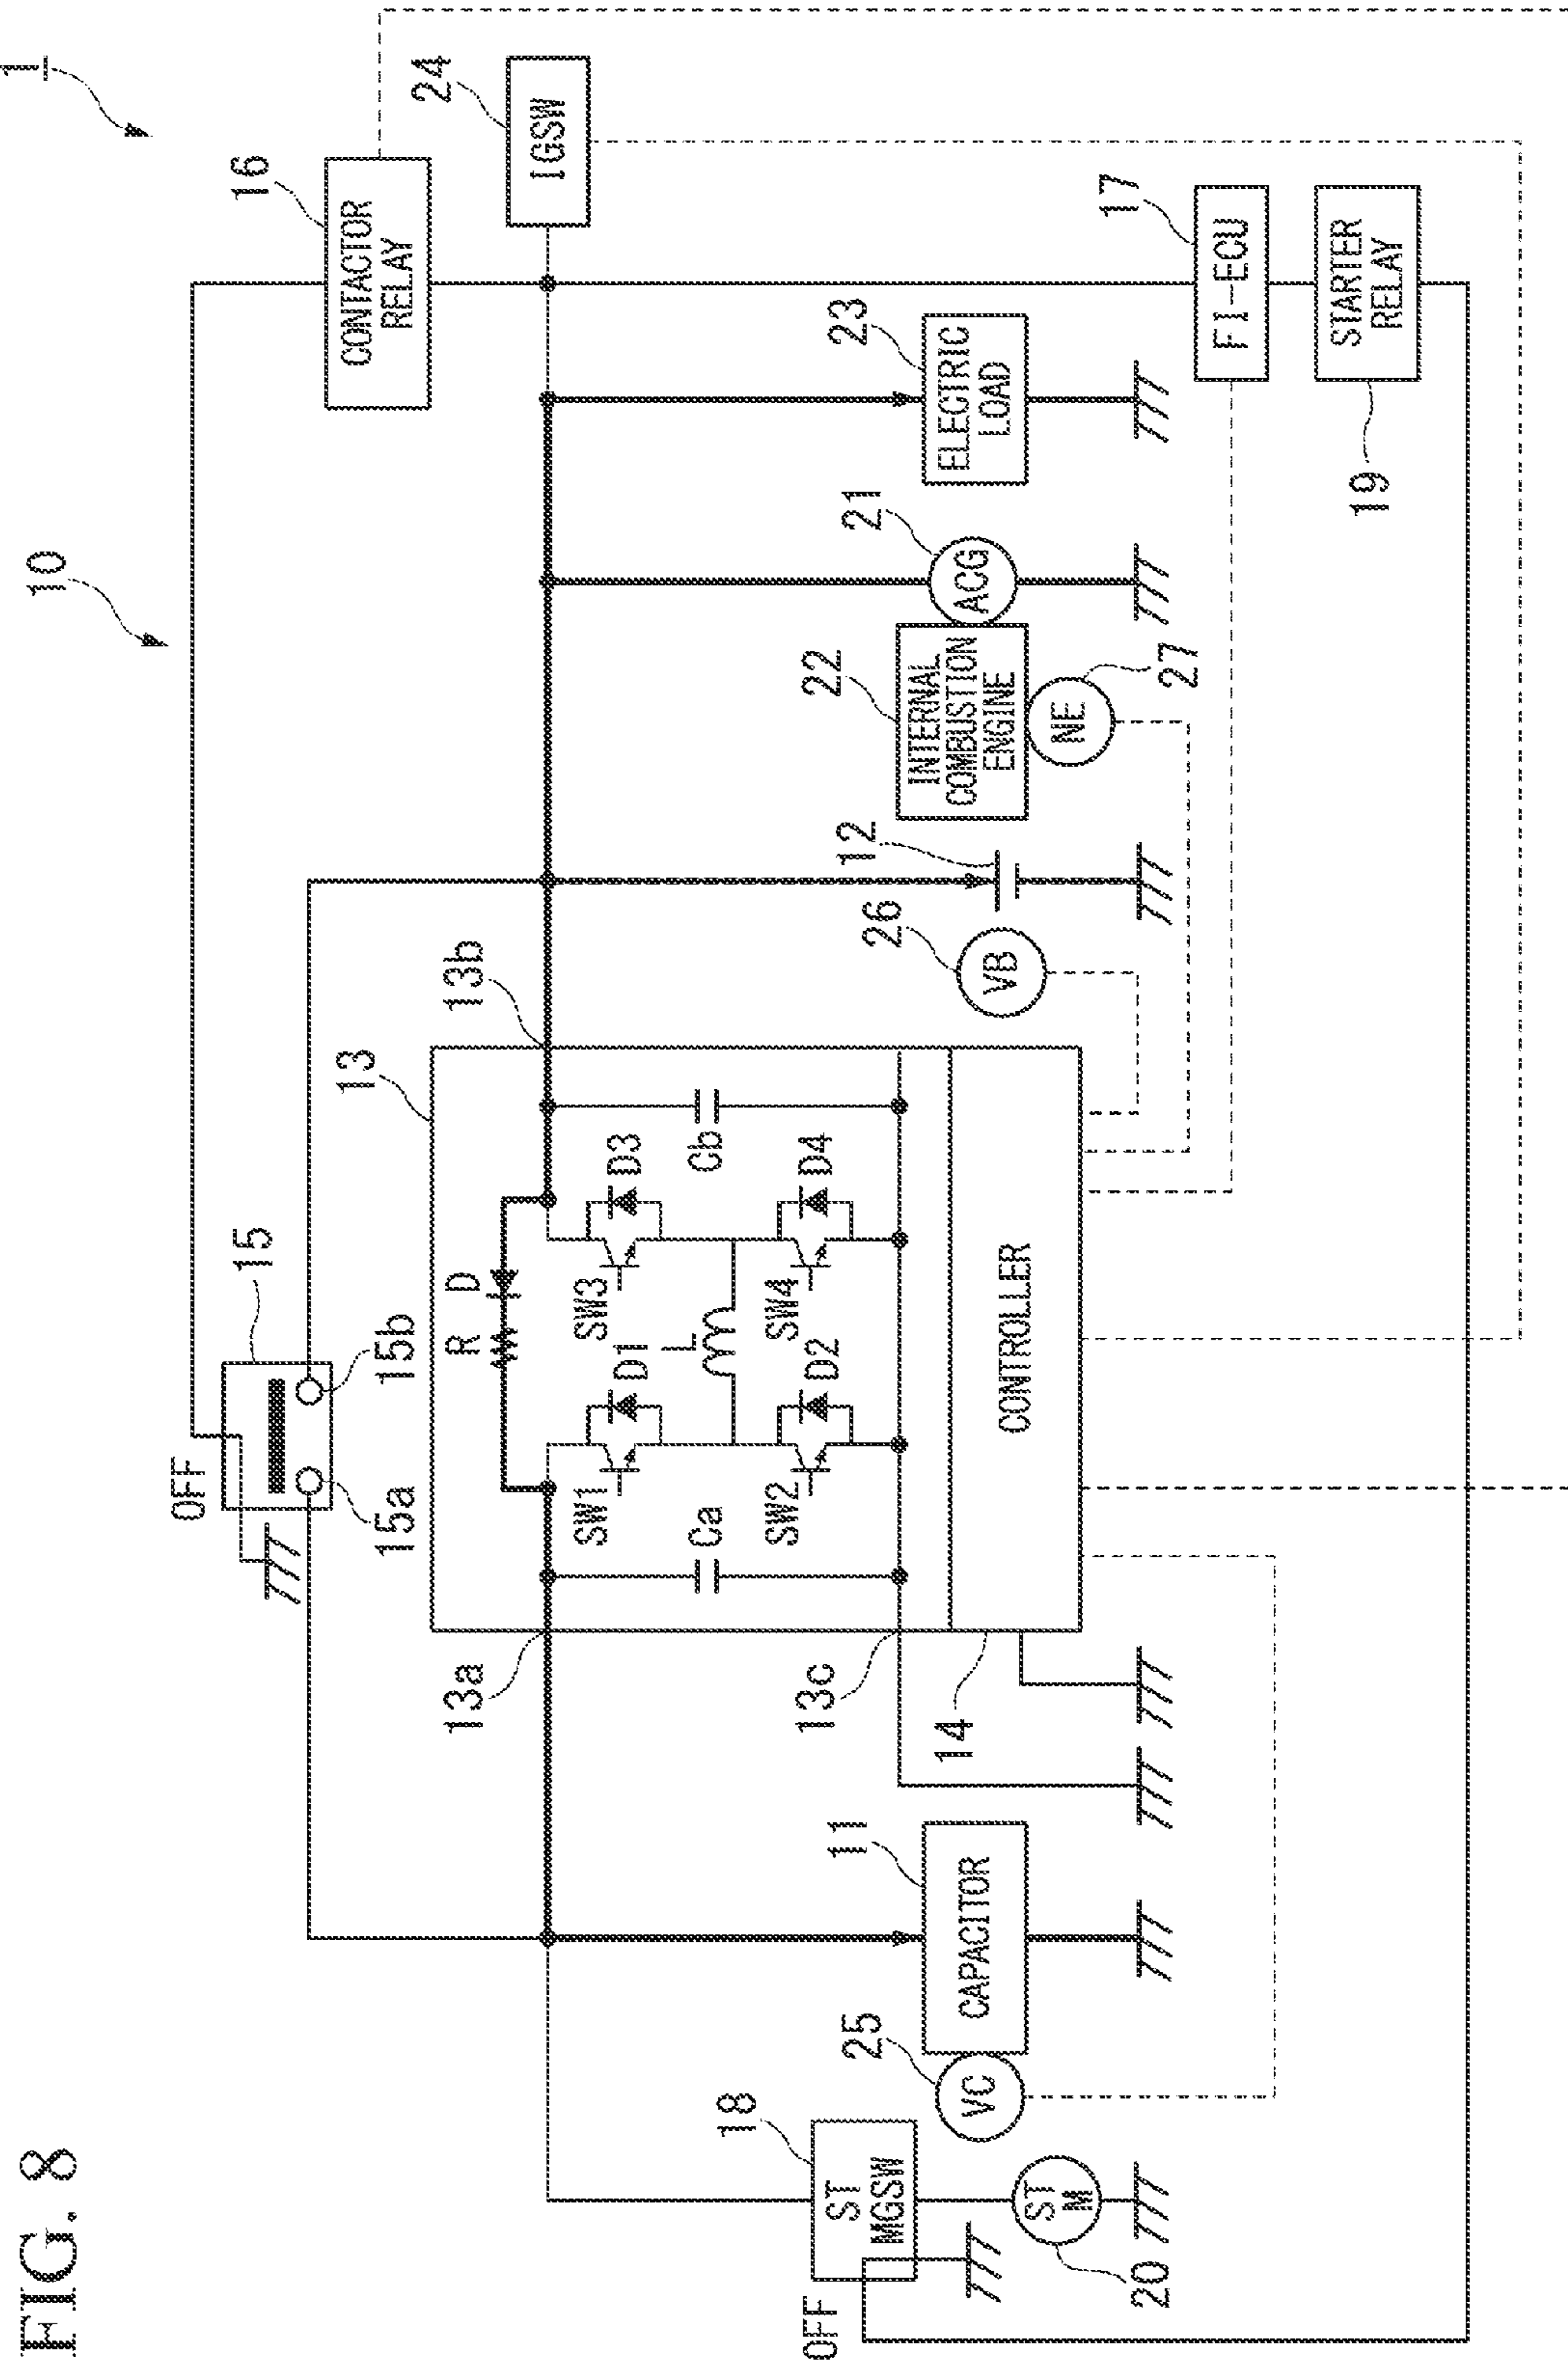 FIG. 8
1
10
16
CONTACTOR
RELAY
24
IGSW
15
OFF
15a
15b
13
13a
13b
13c
D
R
SW1
D1
SW3
D3
L
Ca
Cb
SW2
D2
SW4
D4
CONTROLLER
14
18
ST
MGSW
OFF
ST
M
20
25
VC
11
CAPACITOR
26
VB
12
22
INTERNAL
COMBUSTION
ENGINE
27
NE
21
ACG
23
ELECTRIC
LOAD
17
FI-ECU
STARTER
RELAY
19